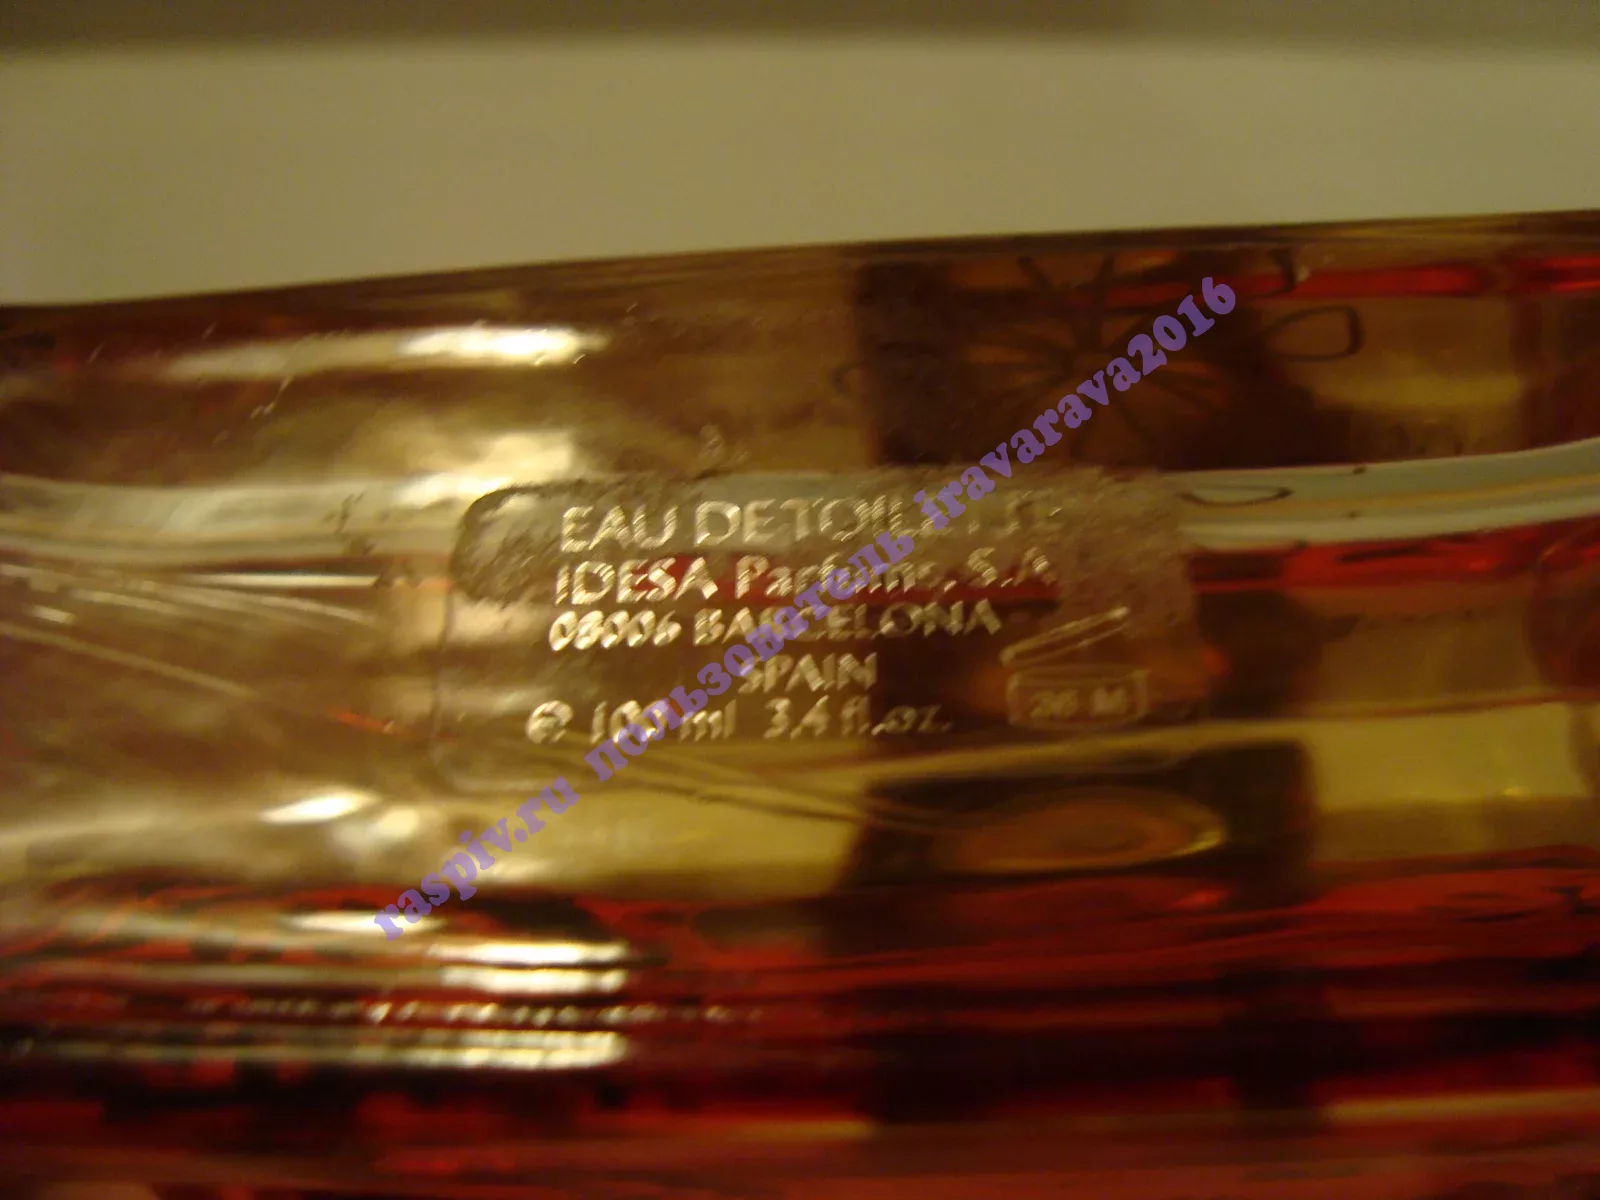 EAU DE TOILETTE
IDESA Parfums, S.A
08006 BARCELONA
SPAIN
e 100 ml 3.4 fl.oz.
M
raspiv.ru пользователь iravarava2016